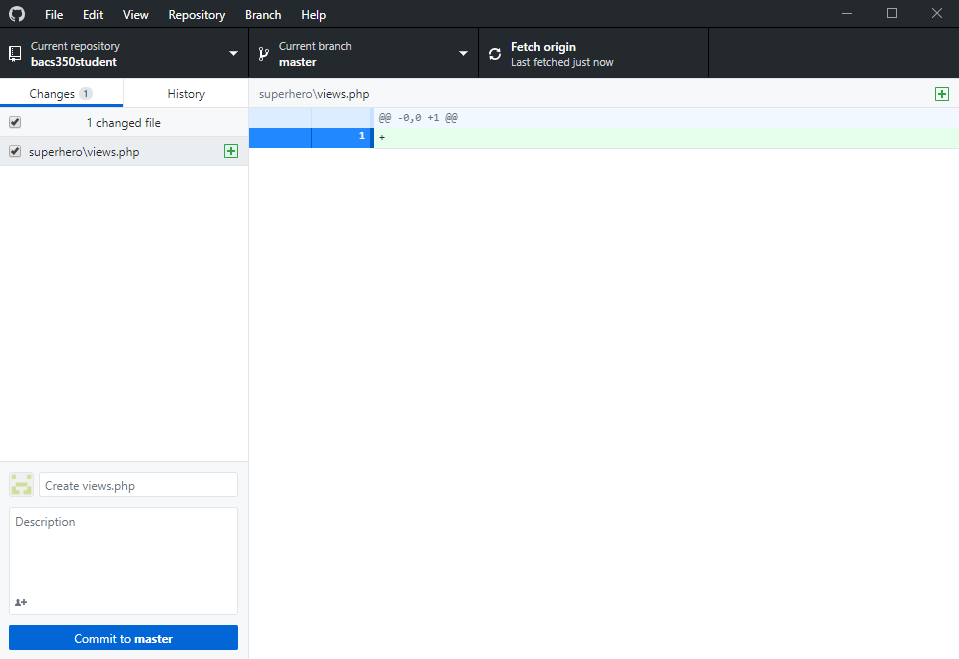 File Edit View Repository Branch Help
Current repository
bacs350student
Current branch
master
Fetch origin
Last fetched just now
Changes 1
History
superhero\views.php
1 changed file
superhero\views.php
@@ -0,0 +1 @@
1 +
Create views.php
Description
Commit to master